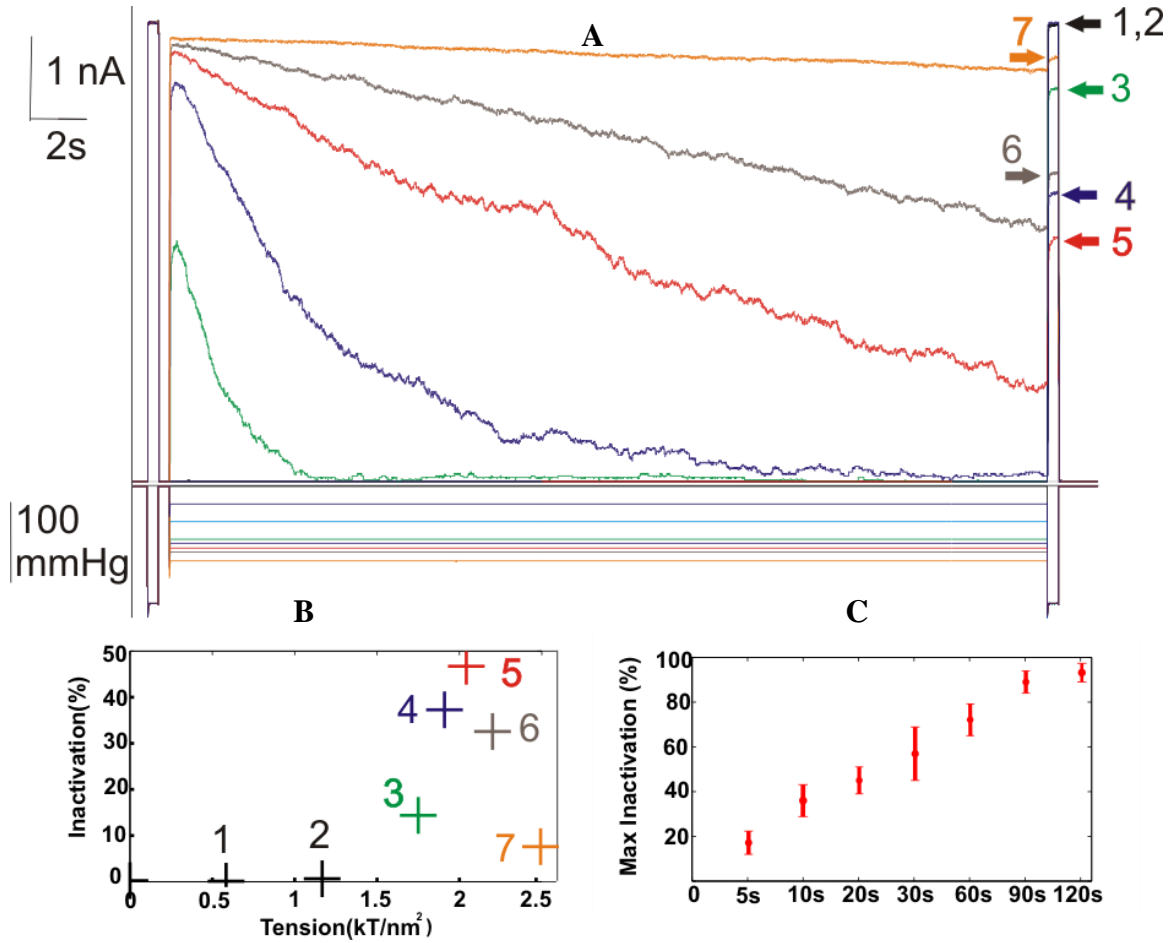 A
1 nA
2s
7
1,2
3
6
4
5
100
mmHg
B
C
50
40
30
20
10
0
Inactivation(%)
1
2
3
4
5
6
7
0
0.5
1
1.5
2
2.5
Tension(kT/nm²)
100
80
60
40
20
Max Inactivation (%)
0
5s
10s
20s
30s
60s
90s
120s